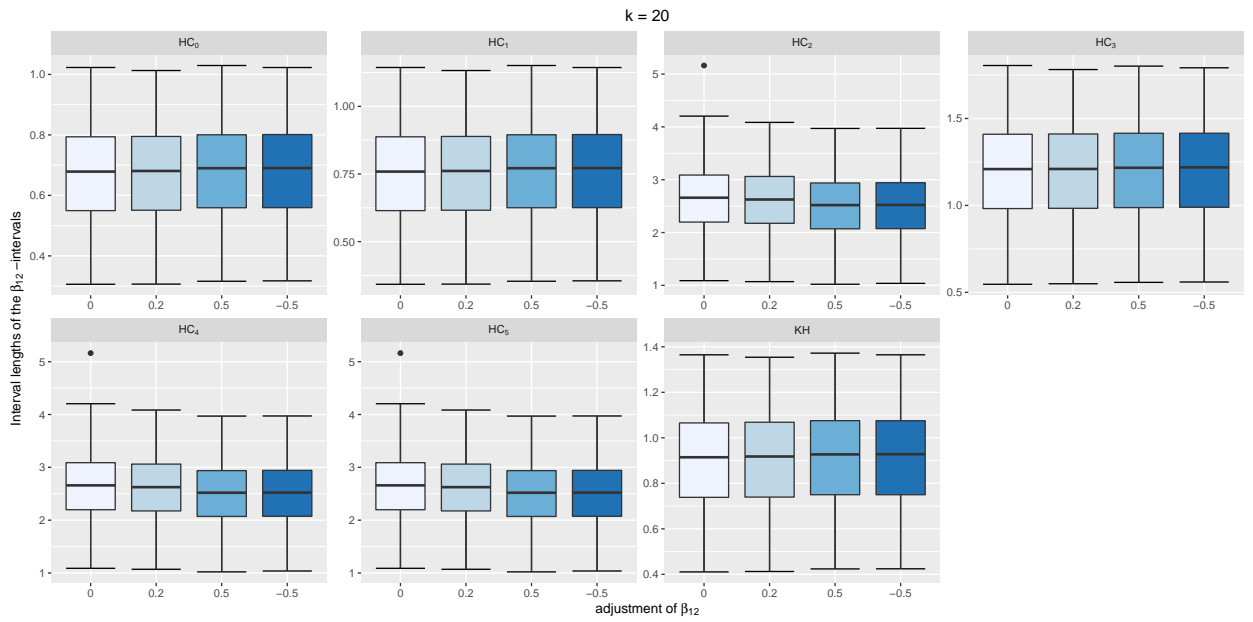 k = 20
HC₀
HC₁
HC₂
HC₃
1.0
0.8
0.6
0.4
1.00
0.75
0.50
5
4
3
2
1
1.5
1.0
0.5
0 0.2 0.5 −0.5
0 0.2 0.5 −0.5
0 0.2 0.5 −0.5
0 0.2 0.5 −0.5
Interval lengths of the β₁₂ −intervals
HC₄
HC₅
KH
5
4
3
2
1
5
4
3
2
1
1.4
1.2
1.0
0.8
0.6
0.4
0 0.2 0.5 −0.5
0 0.2 0.5 −0.5
0 0.2 0.5 −0.5
adjustment of β₁₂